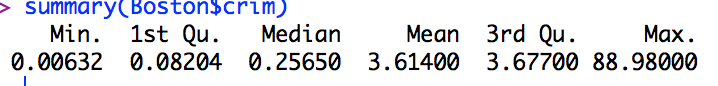 > summary(Boston$crim)
Min. 1st Qu. Median Mean 3rd Qu. Max.
0.00632 0.08204 0.25650 3.61400 3.67700 88.98000